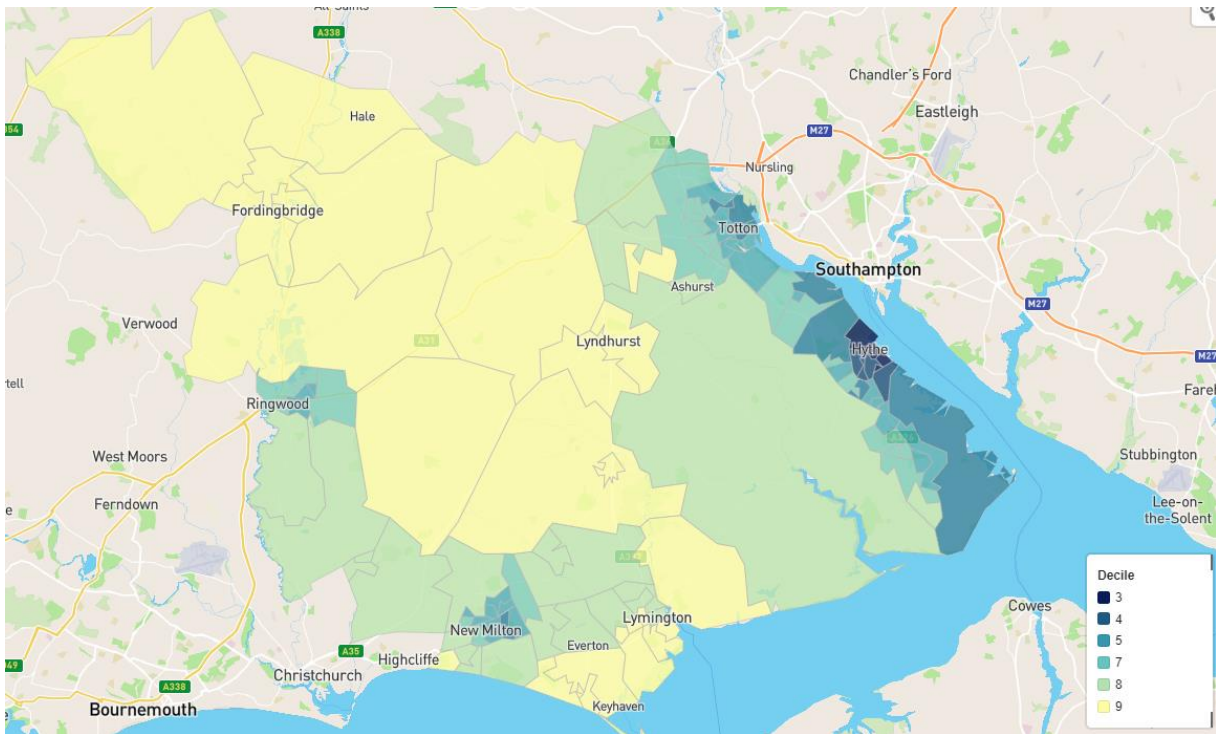 All Saints
A338
Chandler's Ford
Hale
Eastleigh
M27
Nursling
Fordingbridge
Totton
Southampton
Ashurst
M27
Verwood
A31
Lyndhurst
Hythe
M27
Ringwood
Fareh
West Moors
Stubbington
Ferndown
Lee-on-
the-Solent
Decile
3
Cowes
4
Lymington
5
New Milton
Everton
7
A35
Highcliffe
8
Christchurch
A338
9
Keyhaven
Bournemouth